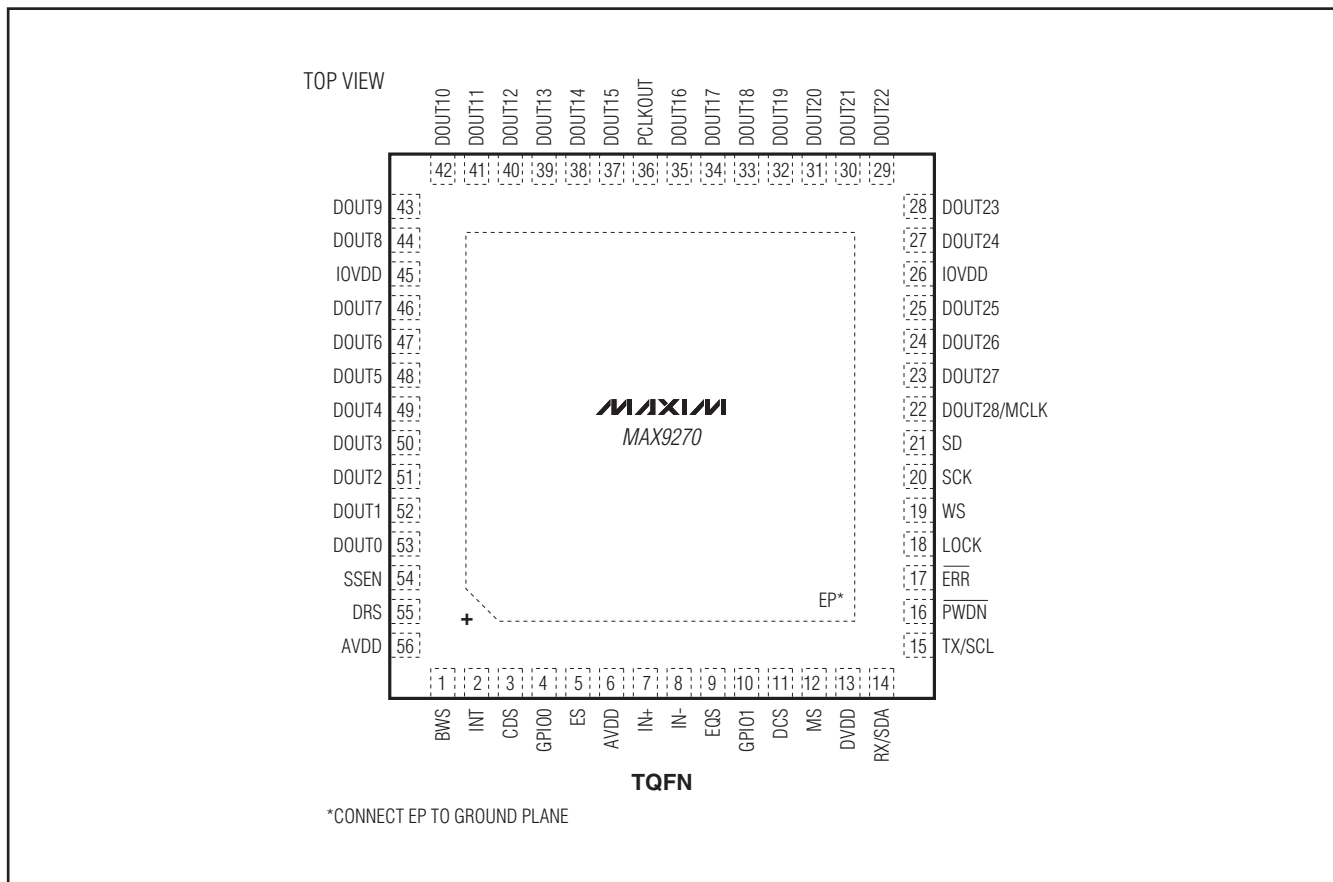 TOP VIEW
DOUT10 DOUT11 DOUT12 DOUT13 DOUT14 DOUT15 PCLKOUT DOUT16 DOUT17 DOUT18 DOUT19 DOUT20 DOUT21 DOUT22
42 41 40 39 38 37 36 35 34 33 32 31 30 29
DOUT9 43 28 DOUT23
DOUT8 44 27 DOUT24
IOVDD 45 26 IOVDD
DOUT7 46 25 DOUT25
DOUT6 47 24 DOUT26
DOUT5 48 23 DOUT27
DOUT4 49 MAXIM 22 DOUT28/MCLK
DOUT3 50 MAX9270 21 SD
DOUT2 51 20 SCK
DOUT1 52 19 WS
DOUT0 53 18 LOCK
SSEN 54 17 ERR
DRS 55 + EP* 16 PWDN
AVDD 56 15 TX/SCL
1 2 3 4 5 6 7 8 9 10 11 12 13 14
BWS INT CDS GPIO0 ES AVDD IN+ IN- EQS GPIO1 DCS MS DVDD RX/SDA
TQFN
*CONNECT EP TO GROUND PLANE